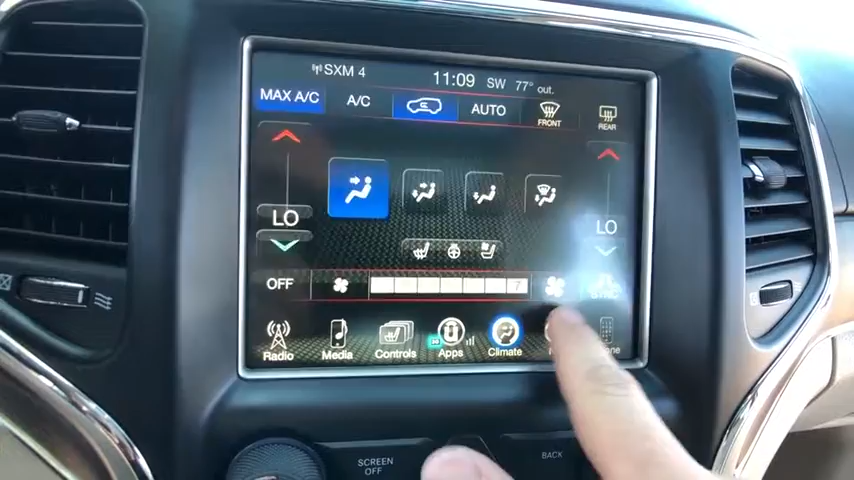 SXM 4 11:09 SW 77° out.
MAX A/C A/C AUTO FRONT REAR
LO LO
OFF 7 SYNC
Radio Media Controls Apps Climate
SCREEN OFF BACK